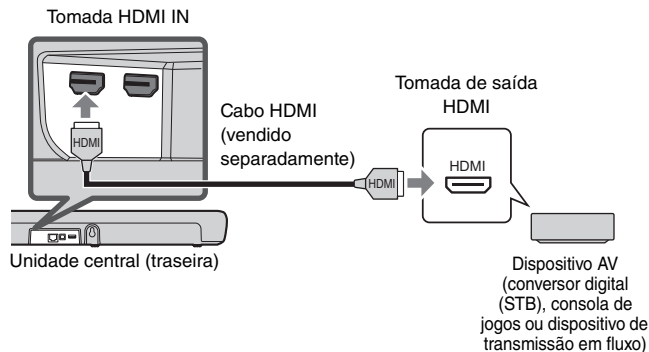 Tomada HDMI IN
Tomada de saída
HDMI
Cabo HDMI
(vendido
separadamente)
HDMI
HDMI
HDMI
Unidade central (traseira)
Dispositivo AV
(conversor digital
(STB), consola de
jogos ou dispositivo de
transmissão em fluxo)